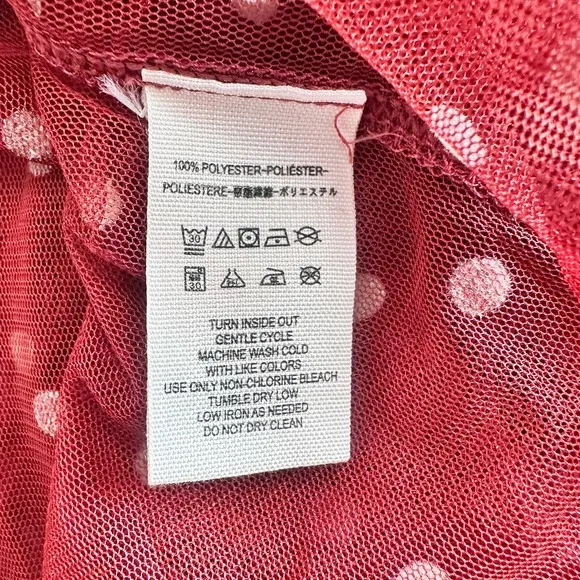 100% POLYESTER-POLIÉSTER-
POLIESTERE-聚酯纖維-ポリエステル
30
30
TURN INSIDE OUT
GENTLE CYCLE
MACHINE WASH COLD
WITH LIKE COLORS
USE ONLY NON-CHLORINE BLEACH
TUMBLE DRY LOW
LOW IRON AS NEEDED
DO NOT DRY CLEAN